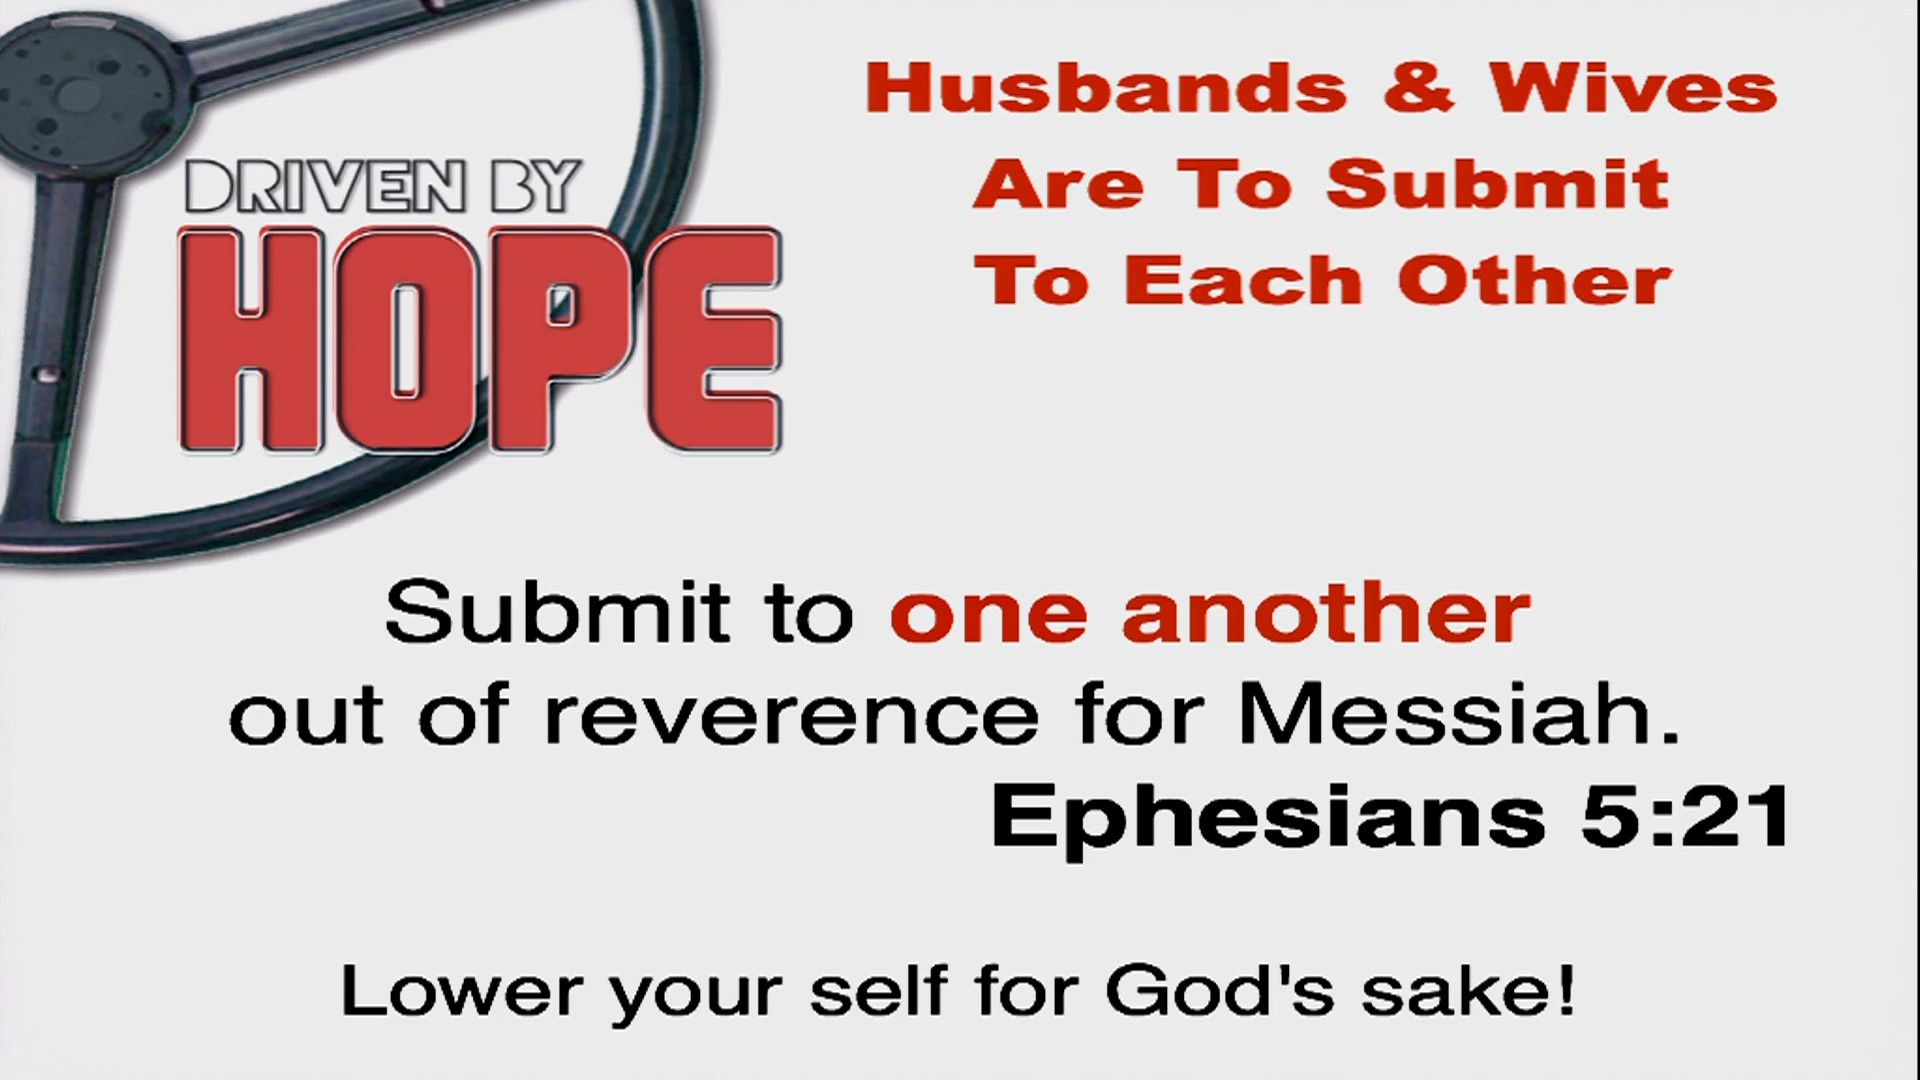 DRIVEN BY
HOPE
Husbands & Wives
Are To Submit
To Each Other
Submit to one another
out of reverence for Messiah.
Ephesians 5:21
Lower your self for God's sake!